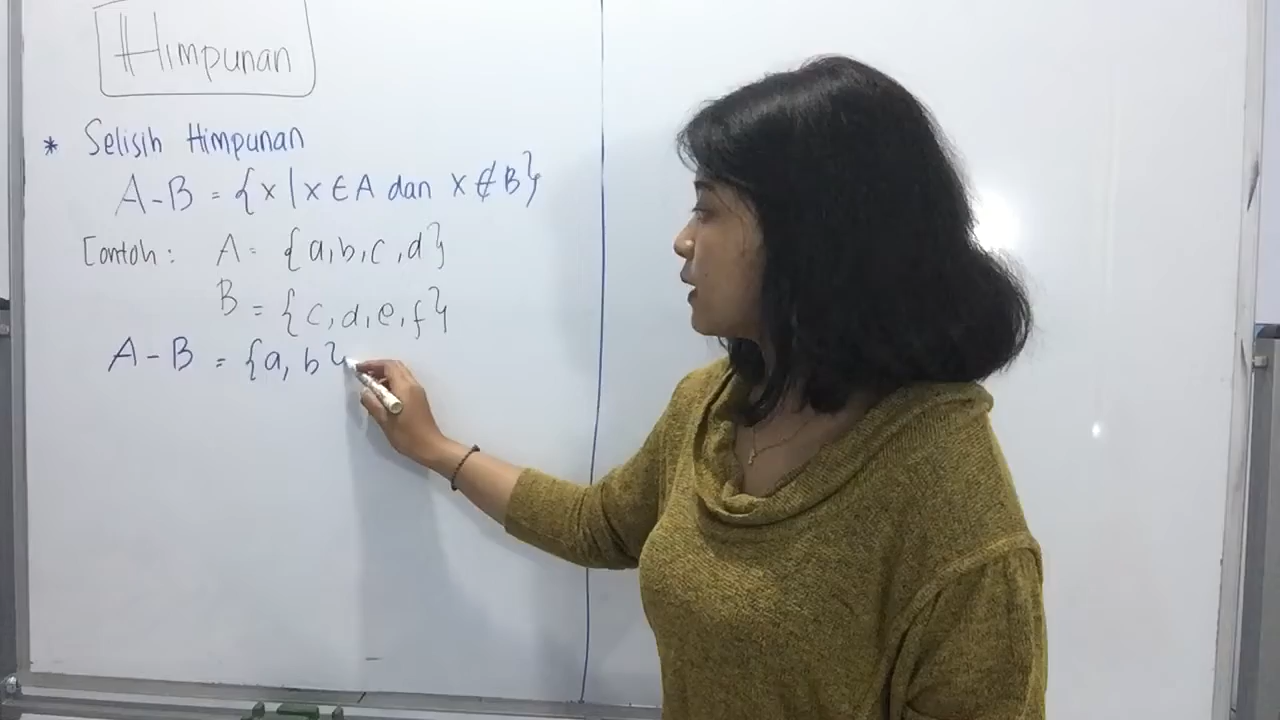 Himpunan
* Selisih Himpunan
A - B = {x | x ∈ A dan x ∉ B}
Contoh : A = {a, b, c, d}
B = {c, d, e, f}
A - B = {a, b}